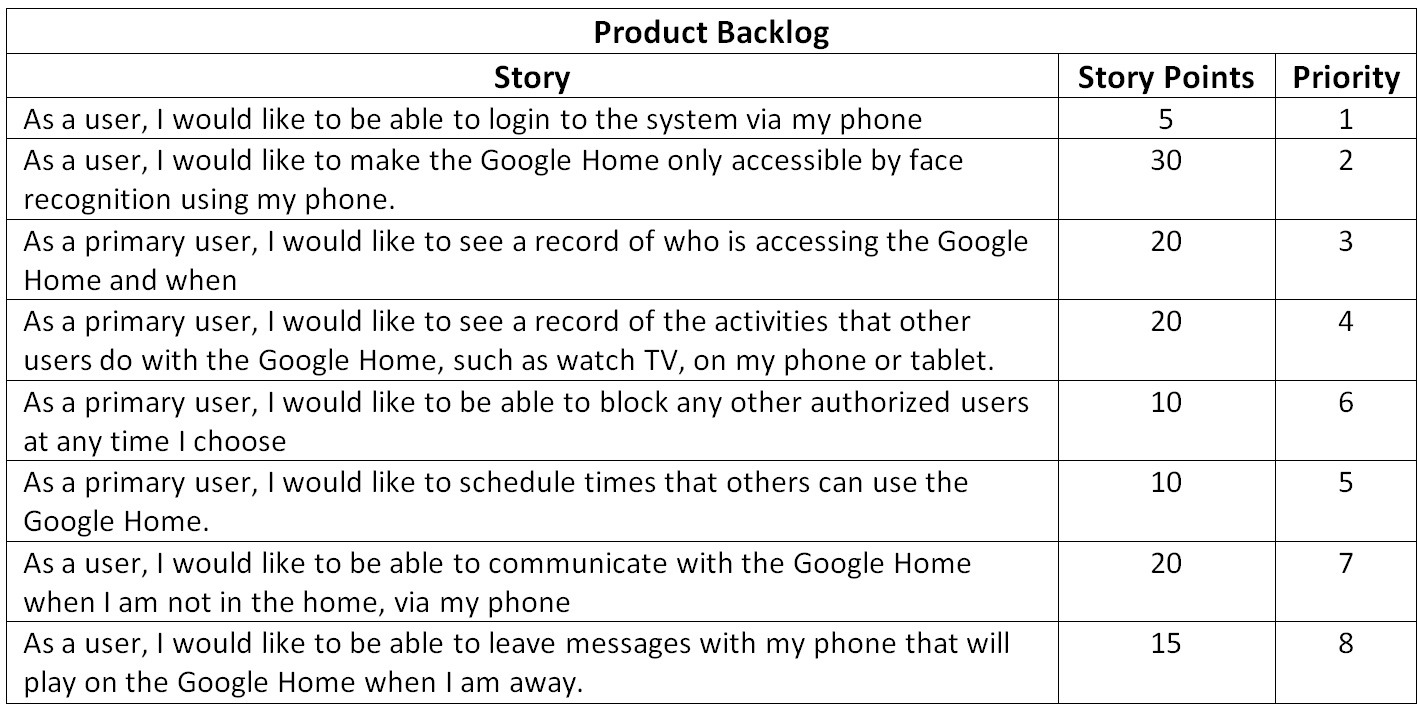 Product Backlog
Story Story Points Priority
As a user, I would like to be able to login to the system via my phone 5 1
As a user, I would like to make the Google Home only accessible by face 30 2
recognition using my phone.
As a primary user, I would like to see a record of who is accessing the Google 20 3
Home and when
As a primary user, I would like to see a record of the activities that other 20 4
users do with the Google Home, such as watch TV, on my phone or tablet.
As a primary user, I would like to be able to block any other authorized users 10 6
at any time I choose
As a primary user, I would like to schedule times that others can use the 10 5
Google Home.
As a user, I would like to be able to communicate with the Google Home 20 7
when I am not in the home, via my phone
As a user, I would like to be able to leave messages with my phone that will 15 8
play on the Google Home when I am away.